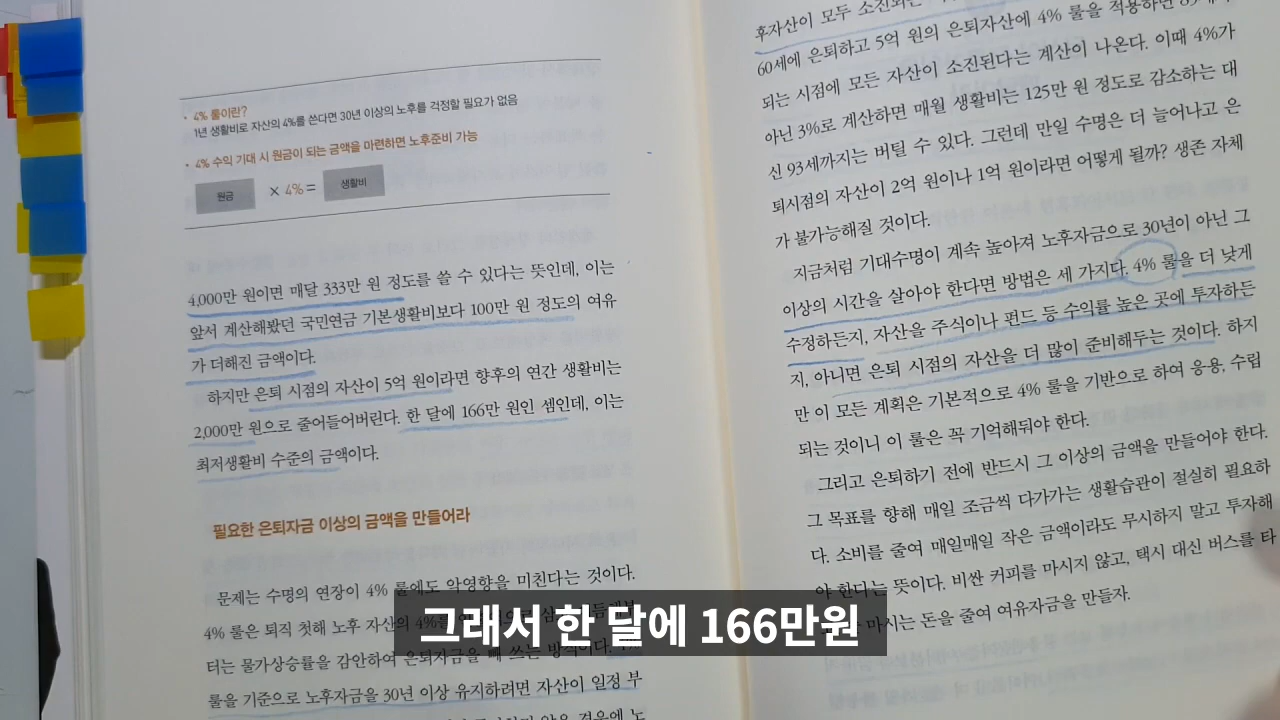 • 4% 룰이란?
1년 생활비로 자산의 4%를 쓴다면 30년 이상의 노후를 걱정할 필요가 없음
• 4% 수익 기대 시 원금이 되는 금액을 마련하면 노후준비 가능
원금 × 4% = 생활비
4,000만 원이면 매달 333만 원 정도를 쓸 수 있다는 뜻인데, 이는
앞서 계산해봤던 국민연금 기본생활비보다 100만 원 정도의 여유
가 더해진 금액이다.
하지만 은퇴 시점의 자산이 5억 원이라면 향후의 연간 생활비는
2,000만 원으로 줄어들어버린다. 한 달에 166만 원인 셈인데, 이는
최저생활비 수준의 금액이다.
필요한 은퇴자금 이상의 금액을 만들어라
문제는 수명의 연장이 4% 룰에도 악영향을 미친다는 것이다.
4% 룰은 퇴직 첫해 노후 자산의 4%를
터는 물가상승률을 감안하여 은퇴자금을 빼 쓰는 방식이다. 4%
룰을 기준으로 노후자금을 30년 이상 유지하려면 자산이 일정 부
후자산이 모두 소진되는
60세에 은퇴하고 5억 원의 은퇴자산에 4% 룰을 적용하면
되는 시점에 모든 자산이 소진된다는 계산이 나온다. 이때 4%가
아닌 3%로 계산하면 매월 생활비는 125만 원 정도로 감소하는 대
신 93세까지는 버틸 수 있다. 그런데 만일 수명은 더 늘어나고 은
퇴시점의 자산이 2억 원이나 1억 원이라면 어떻게 될까? 생존 자체
가 불가능해질 것이다.
지금처럼 기대수명이 계속 높아져 노후자금으로 30년이 아닌 그
이상의 시간을 살아야 한다면 방법은 세 가지다. 4% 룰을 더 낮게
수정하든지, 자산을 주식이나 펀드 등 수익률 높은 곳에 투자하든
지, 아니면 은퇴 시점의 자산을 더 많이 준비해두는 것이다. 하지
만 이 모든 계획은 기본적으로 4% 룰을 기반으로 하여 응용, 수립
되는 것이니 이 룰은 꼭 기억해둬야 한다.
그리고 은퇴하기 전에 반드시 그 이상의 금액을 만들어야 한다.
그 목표를 향해 매일 조금씩 다가가는 생활습관이 절실히 필요하
다. 소비를 줄여 매일매일 작은 금액이라도 무시하지 말고 투자해
야 한다는 뜻이다. 비싼 커피를 마시지 않고, 택시 대신 버스를 타
마시는 돈을 줄여 여유자금을 만들자.
그래서 한 달에 166만원